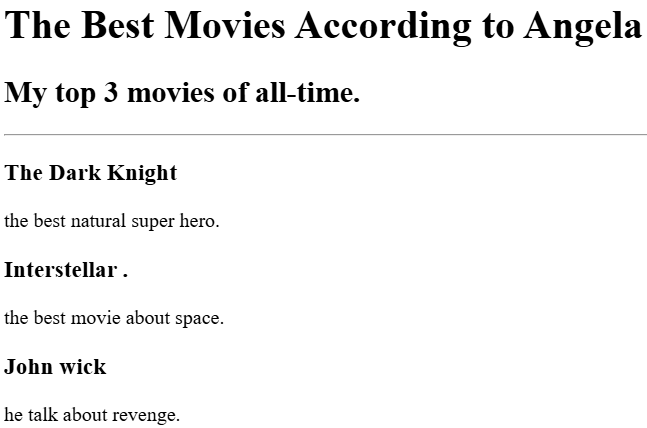 The Best Movies According to Angela
My top 3 movies of all-time.
The Dark Knight
the best natural super hero.
Interstellar .
the best movie about space.
John wick
he talk about revenge.